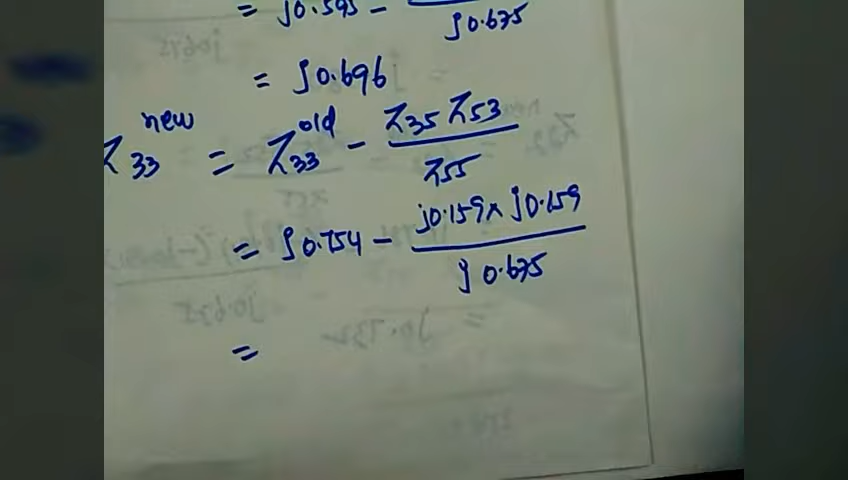 = j0.595 - / j0.675
= j0.696
Z33 new = Z33 old - Z35 Z53 / Z55
= j0.754 - j0.159 x j0.159 / j0.675
=